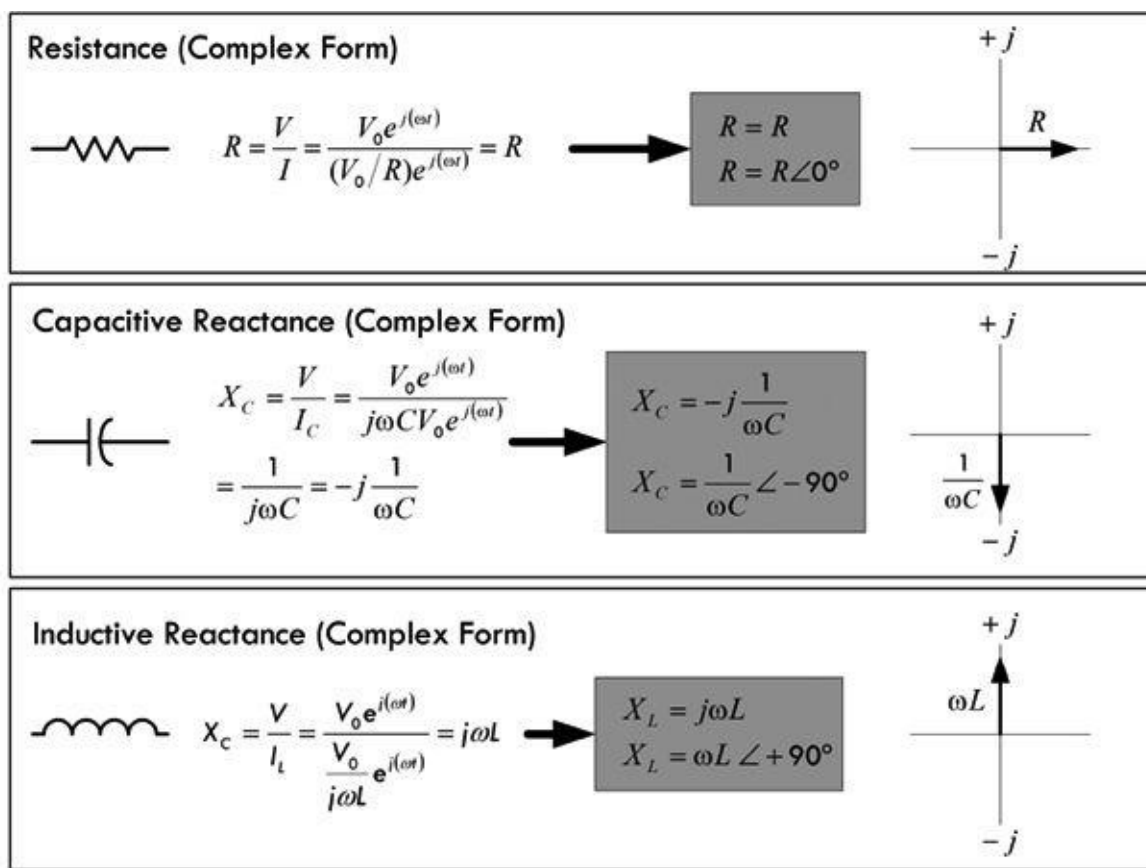 Resistance (Complex Form)
R = V/I = V₀e^{j(ωt)}/((V₀/R)e^{j(ωt)}) = R
R = R
R = R∠0°
+ j
R
− j
Capacitive Reactance (Complex Form)
X_C = V/I_C = V₀e^{j(ωt)}/(jωCV₀e^{j(ωt)})
= 1/(jωC) = −j 1/(ωC)
X_C = −j 1/(ωC)
X_C = 1/(ωC) ∠ − 90°
+ j
1/(ωC)
− j
Inductive Reactance (Complex Form)
X_C = V/I_L = V₀e^{j(ωt)}/((V₀/(jωL))e^{j(ωt)}) = jωL
X_L = jωL
X_L = ωL ∠ + 90°
+ j
ωL
− j